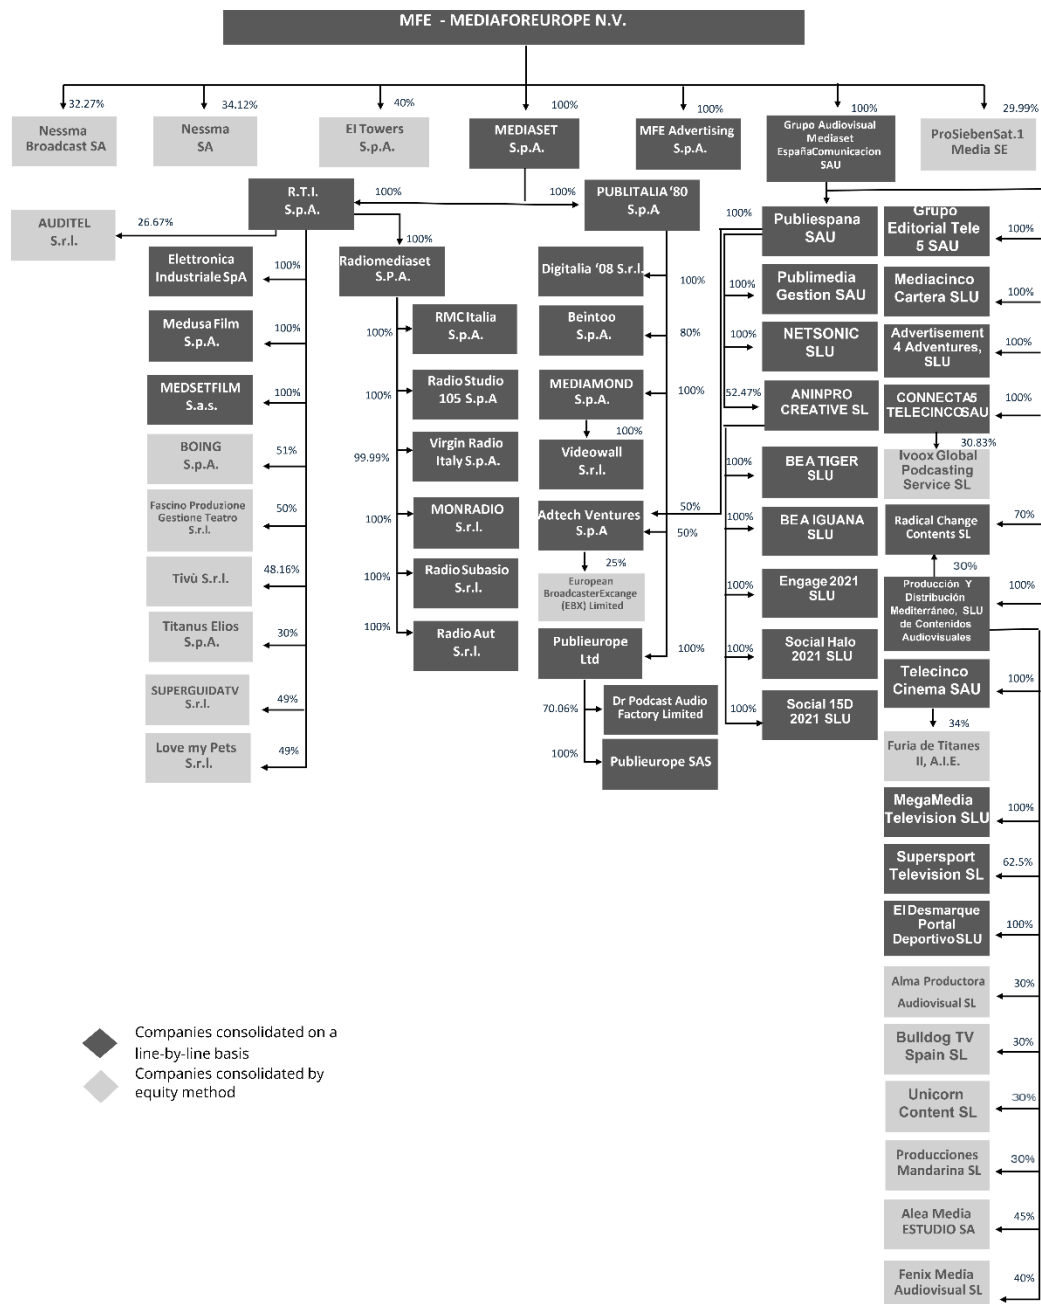 MFE - MEDIAFOREUROPE N.V.
32.27%
34.12%
40%
100%
100%
100%
29.99%
Nessma
Broadcast SA
Nessma
SA
EI Towers
S.p.A.
MEDIASET
S.p.A.
MFE Advertising
S.p.A.
Grupo Audiovisual
Mediaset
EspañaComunicacion
SAU
ProSiebenSat.1
Media SE
R.T.I.
S.p.A.
100%
100%
PUBLITALIA '80
S.p.A
AUDITEL
S.r.l.
26.67%
Elettronica
Industriale SpA
100%
Medusa Film
S.p.A.
100%
MEDSETFILM
S.a.s.
100%
BOING
S.p.A.
51%
Fascino Produzione
Gestione Teatro
S.r.l.
50%
Tivù S.r.l.
48.16%
Titanus Elios
S.p.A.
30%
SUPERGUIDATV
S.r.l.
49%
Love my Pets
S.r.l.
49%
100%
Radiomediaset
S.P.A.
RMC Italia
S.p.A.
100%
Radio Studio
105 S.p.A
100%
Virgin Radio
Italy S.p.A.
99.99%
MONRADIO
S.r.l.
100%
Radio Subasio
S.r.l.
100%
Radio Aut
S.r.l.
100%
Digitalia '08 S.r.l.
100%
Beintoo
S.p.A.
80%
MEDIAMOND
S.p.A.
100%
100%
Videowall
S.r.l.
Adtech Ventures
S.p.A
50%
50%
25%
European
BroadcasterExcange
(EBX) Limited
Publieurope
Ltd
100%
70.06%
Dr Podcast Audio
Factory Limited
100%
Publieurope SAS
100%
Publiespana
SAU
100%
Publimedia
Gestion SAU
100%
NETSONIC
SLU
52.47%
ANINPRO
CREATIVE SL
100%
BE A TIGER
SLU
100%
BE A IGUANA
SLU
100%
Engage 2021
SLU
100%
Social Halo
2021 SLU
100%
Social 15D
2021 SLU
Grupo
Editorial Tele
5 SAU
100%
Mediacinco
Cartera SLU
100%
Advertisement
4 Adventures,
SLU
100%
CONNECTA5
TELECINCO SAU
100%
30.83%
Ivoox Global
Podcasting
Service SL
Radical Change
Contents SL
70%
30%
Producción Y
Distribución
Mediterráneo, SLU
de Contenidos
Audiovisuales
100%
Telecinco
Cinema SAU
100%
34%
Furia de Titanes
II, A.I.E.
MegaMedia
Television SLU
100%
Supersport
Television SL
62.5%
El Desmarque
Portal
Deportivo SLU
100%
Alma Productora
Audiovisual SL
30%
Bulldog TV
Spain SL
30%
Unicorn
Content SL
30%
Producciones
Mandarina SL
30%
Alea Media
ESTUDIO SA
45%
Fenix Media
Audiovisual SL
40%
Companies consolidated on a
line-by-line basis
Companies consolidated by
equity method